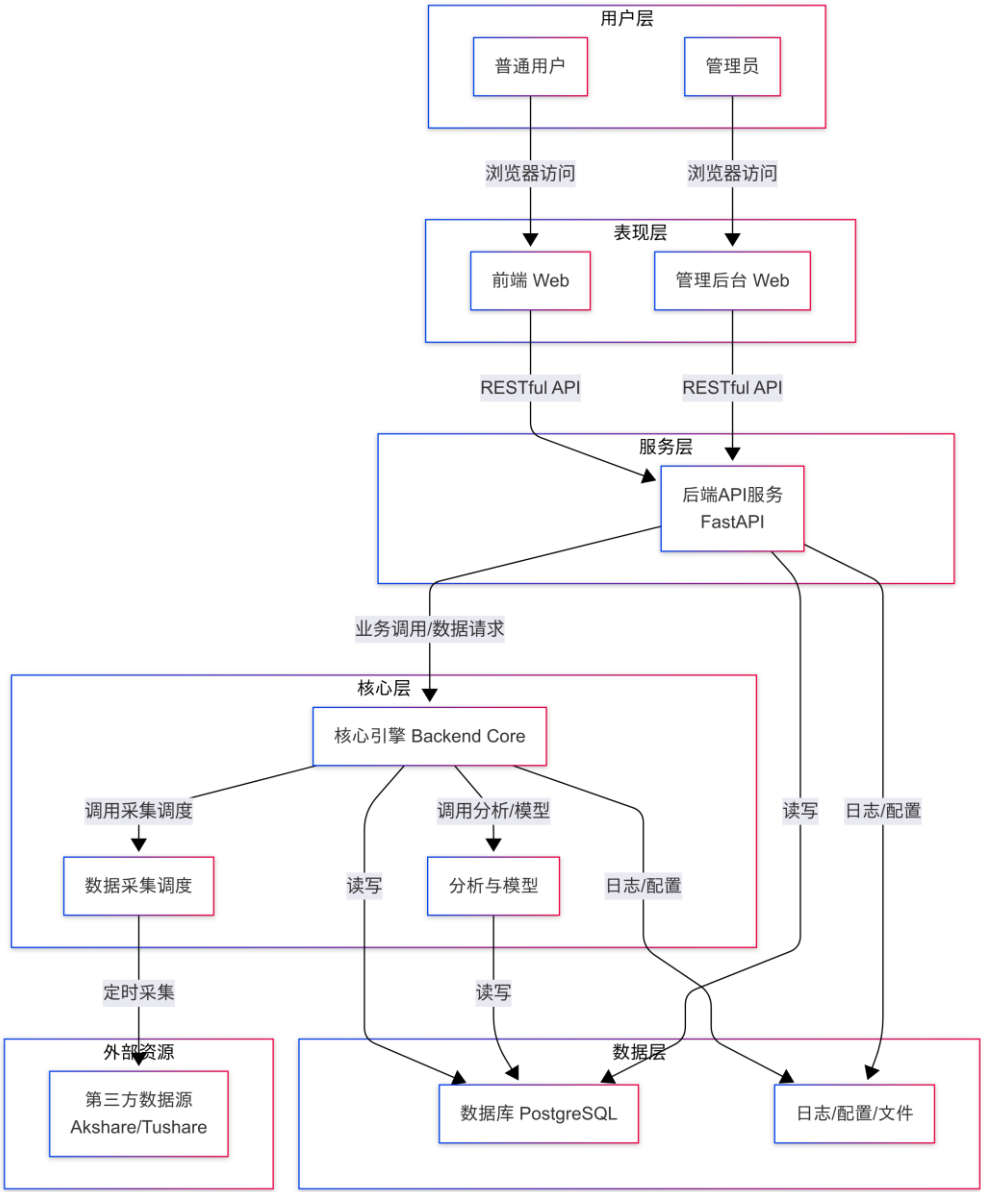 用户层
普通用户
管理员
浏览器访问
浏览器访问
表现层
前端 Web
管理后台 Web
RESTful API
RESTful API
服务层
后端API服务
FastAPI
业务调用/数据请求
核心层
核心引擎 Backend Core
调用采集调度
调用分析/模型
读写
日志/配置
数据采集调度
读写
分析与模型
日志/配置
定时采集
读写
外部资源
数据层
第三方数据源
Akshare/Tushare
数据库 PostgreSQL
日志/配置/文件